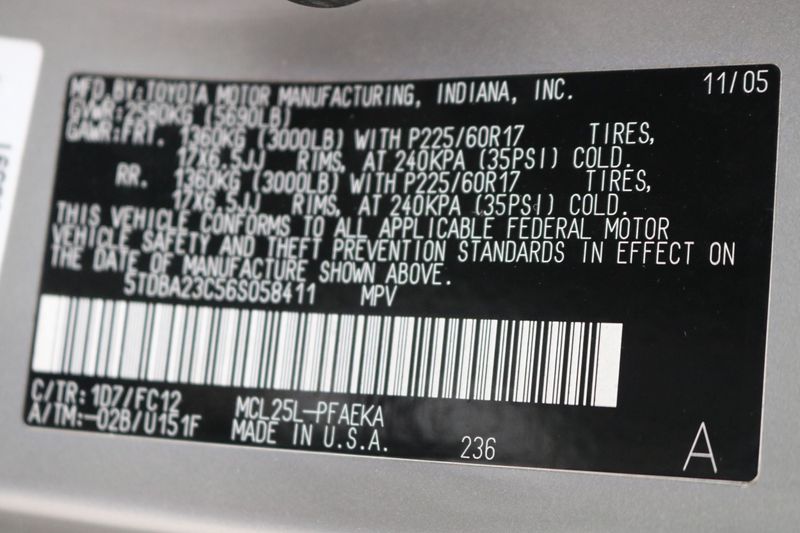 MFD. BY: TOYOTA MOTOR MANUFACTURING, INDIANA, INC. 11/05
GVWR: 2580KG (5690LB)
GAWR: FRT. 1360KG (3000LB) WITH P225/60R17 TIRES,
17X6.5JJ RIMS, AT 240KPA (35PSI) COLD.
RR. 1360KG (3000LB) WITH P225/60R17 TIRES,
17X6.5JJ RIMS, AT 240KPA (35PSI) COLD.
THIS VEHICLE CONFORMS TO ALL APPLICABLE FEDERAL MOTOR
VEHICLE SAFETY AND THEFT PREVENTION STANDARDS IN EFFECT ON
THE DATE OF MANUFACTURE SHOWN ABOVE.
5TDBA23C56S058411 MPV
C/TR: 1D7/FC12 MCL25L-PFAEKA
A/TM:-02B/U151F MADE IN U.S.A. 236 A